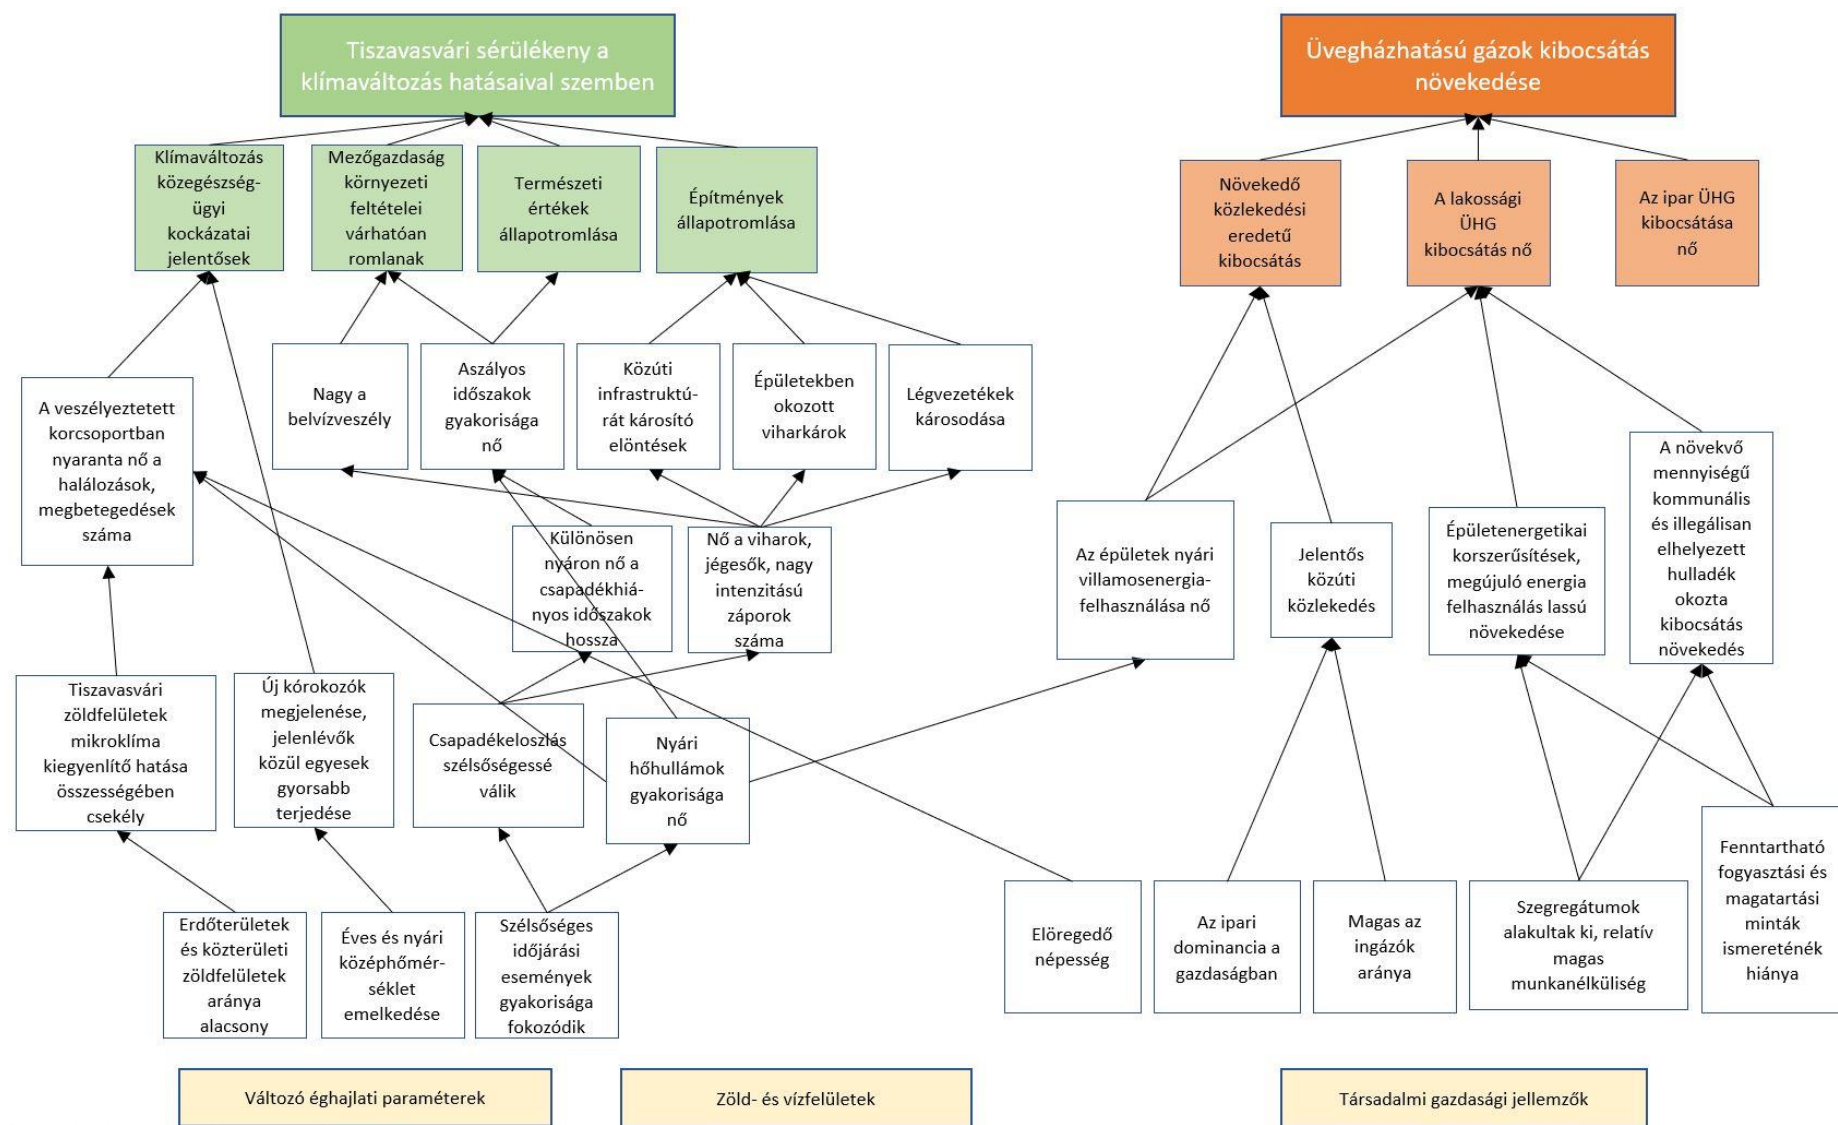 Tiszavasvári sérülékeny a
klímaváltozás hatásaival szemben
Üvegházhatású gázok kibocsátás
növekedése
Klímaváltozás
közegészség-
ügyi
kockázatai
jelentősek
Mezőgazdaság
környezeti
feltételei
várhatóan
romlanak
Természeti
értékek
állapotromlása
Építmények
állapotromlása
Növekedő
közlekedési
eredetű
kibocsátás
A lakossági
ÜHG
kibocsátás nő
Az ipar ÜHG
kibocsátása
nő
A veszélyeztetett
korcsoportban
nyaranta nő a
halálozások,
megbetegedések
száma
Nagy a
belvízveszély
Aszályos
időszakok
gyakorisága
nő
Közúti
infrastruktú-
rát károsító
elöntések
Épületekben
okozott
viharkárok
Légvezetékek
károsodása
Különösen
nyáron nő a
csapadékhiá-
nyos időszakok
hossza
Nő a viharok,
jégesők, nagy
intenzitású
záporok
száma
Az épületek nyári
villamosenergia-
felhasználása nő
Jelentős
közúti
közlekedés
Épületenergetikai
korszerűsítések,
megújuló energia
felhasználás lassú
növekedése
A növekvő
mennyiségű
kommunális
és illegálisan
elhelyezett
hulladék
okozta
kibocsátás
növekedés
Tiszavasvári
zöldfelületek
mikroklíma
kiegyenlítő hatása
összességében
csekély
Új kórokozók
megjelenése,
jelenlévők
közül egyesek
gyorsabb
terjedése
Csapadékeloszlás
szélsőségessé
válik
Nyári
hőhullámok
gyakorisága
nő
Erdőterületek
és közterületi
zöldfelületek
aránya
alacsony
Éves és nyári
középhőmér-
séklet
emelkedése
Szélsőséges
időjárási
események
gyakorisága
fokozódik
Elöregedő
népesség
Az ipari
dominancia a
gazdaságban
Magas az
ingázók
aránya
Szegregátumok
alakultak ki, relatív
magas
munkanélküliség
Fenntartható
fogyasztási és
magatartási
minták
ismeretének
hiánya
Változó éghajlati paraméterek
Zöld- és vízfelületek
Társadalmi gazdasági jellemzők